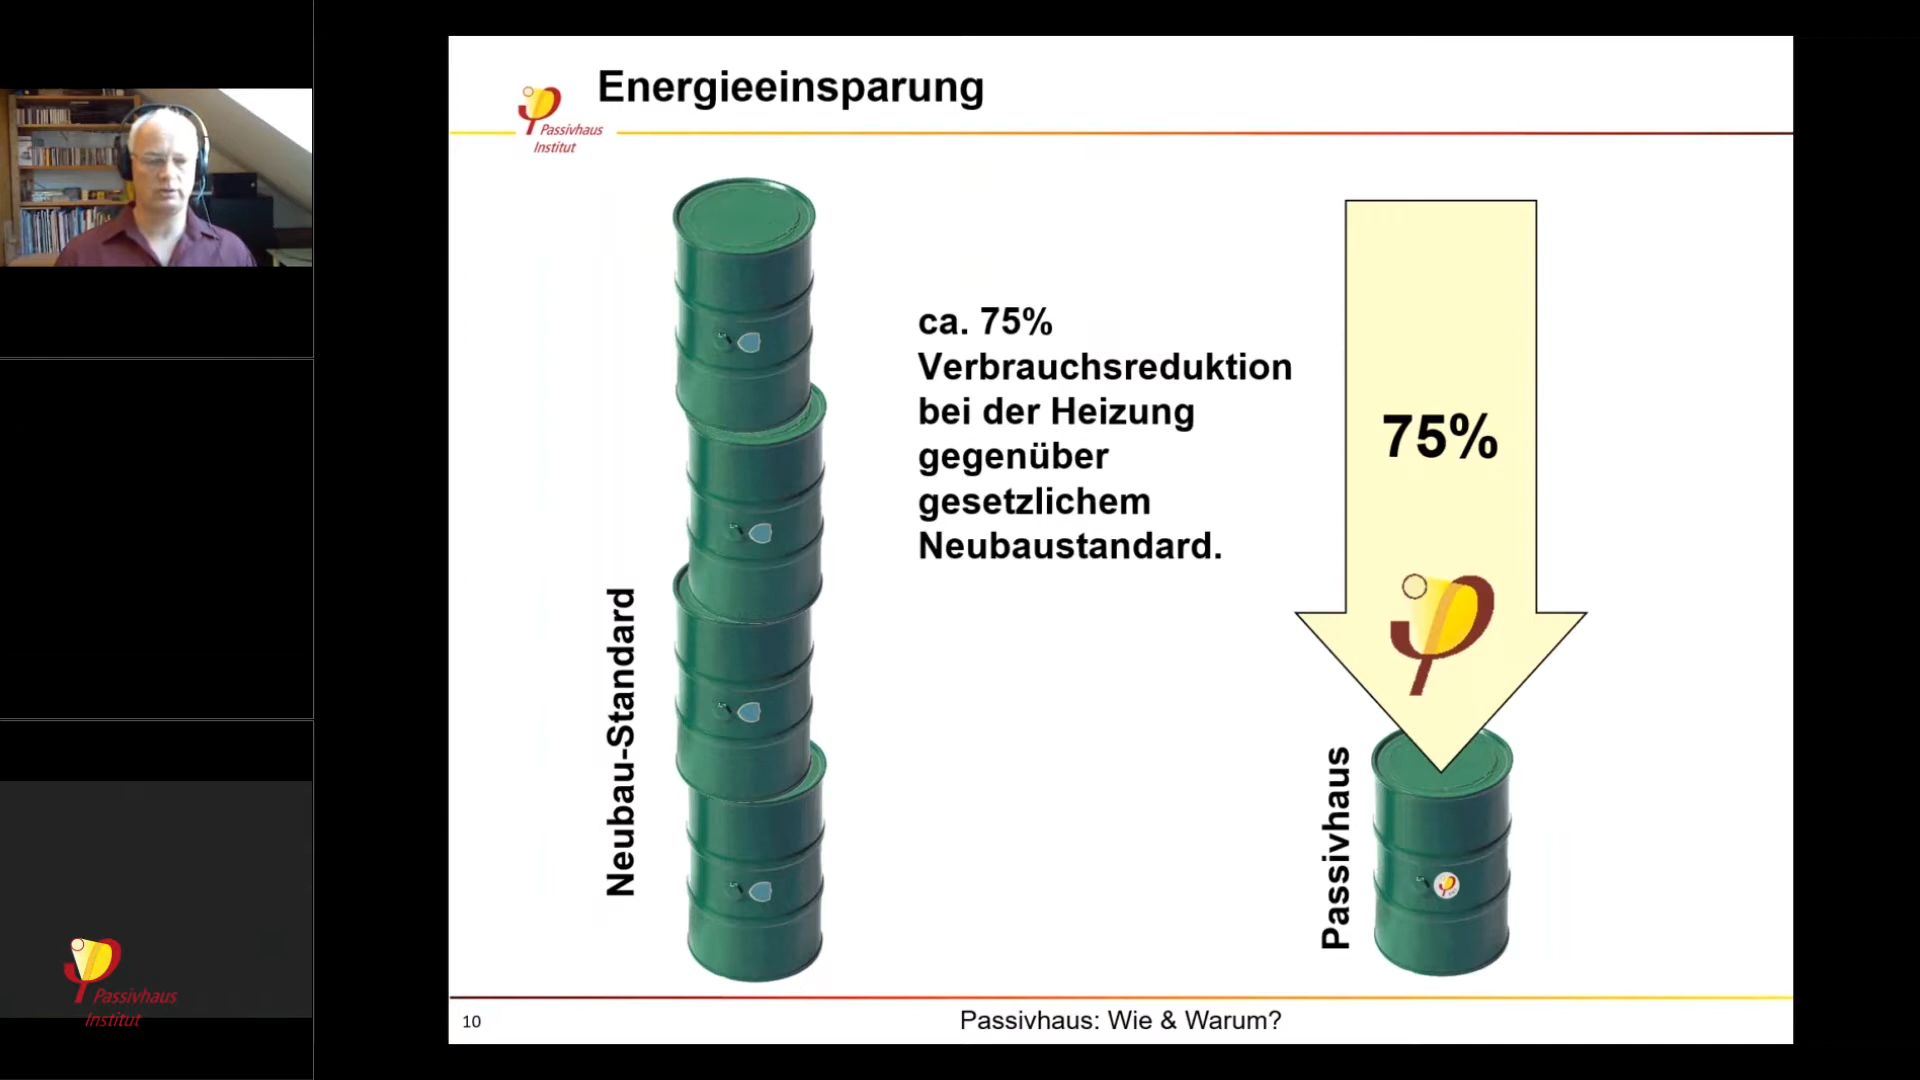 Energieeinsparung
Passivhaus
Institut
ca. 75%
Verbrauchsreduktion
bei der Heizung
gegenüber
gesetzlichem
Neubaustandard.
75%
Neubau-Standard
Passivhaus
10
Passivhaus: Wie & Warum?
Passivhaus
Institut